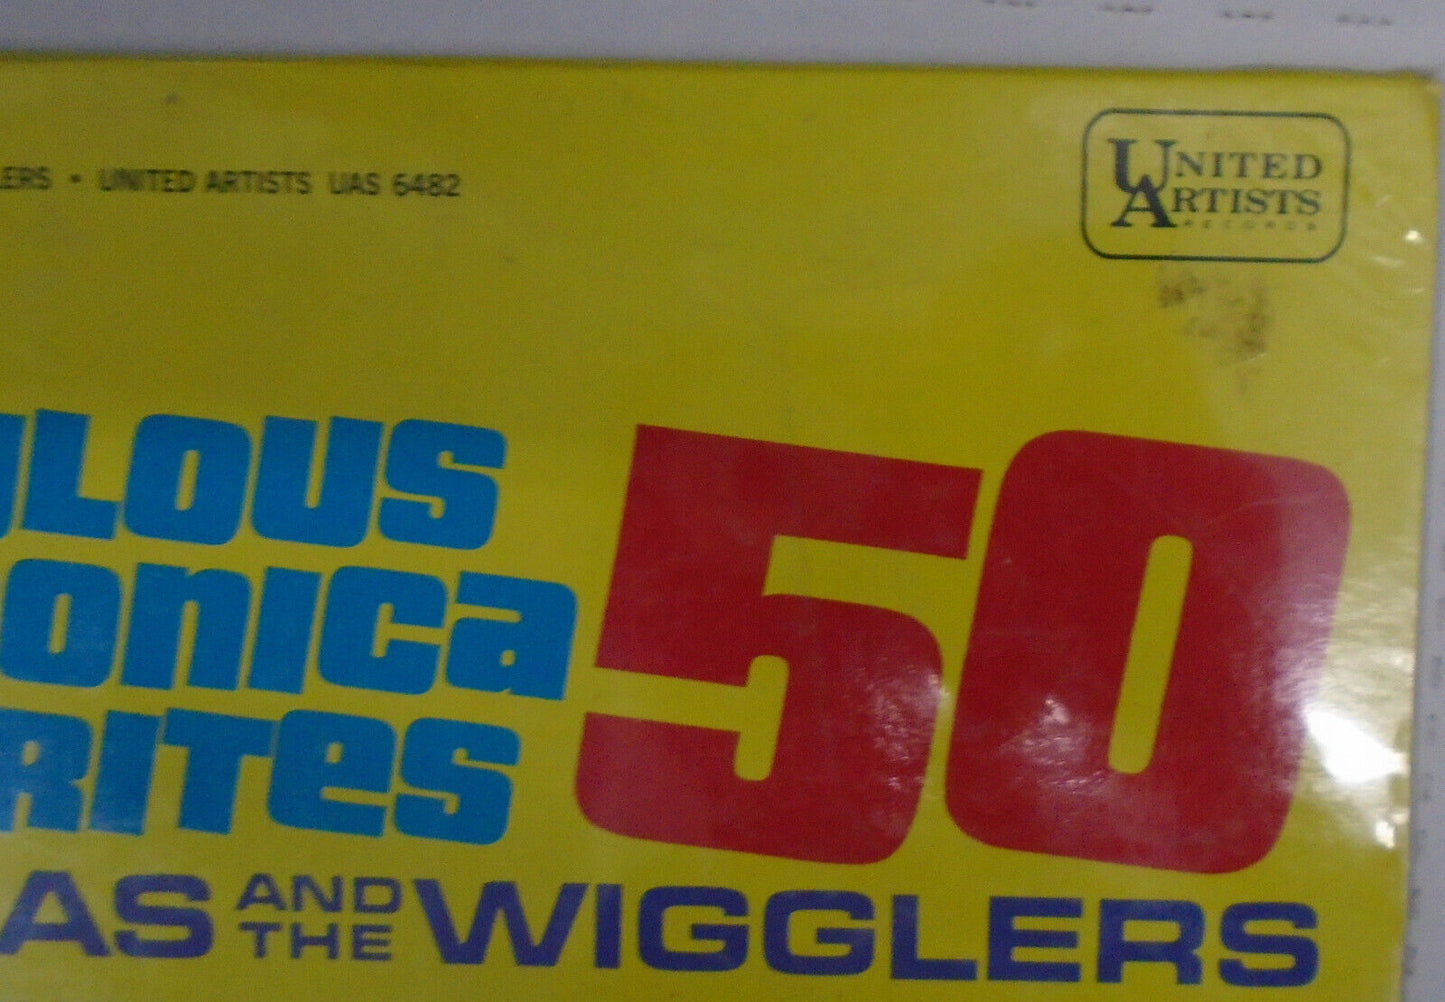 LERS • UNITED ARTISTS UAS 6482
UNITED
ARTISTS
RECORDS
ULOUS
ONICA
RITES
50
AS AND THE WIGGLERS